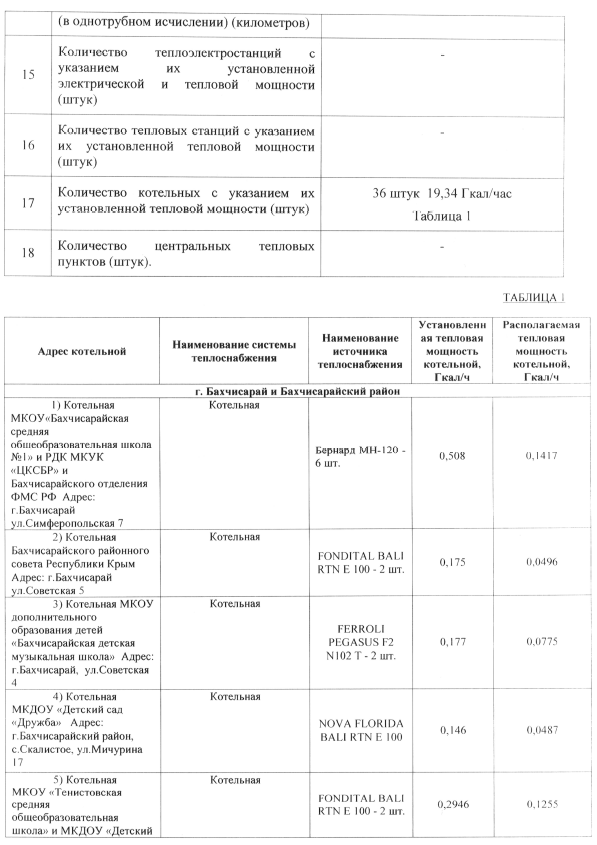 (в однотрубном исчислении) (километров)
15
Количество теплоэлектростанций с
указанием их установленной
электрической и тепловой мощности
(штук)
-
16
Количество тепловых станций с указанием
их установленной тепловой мощности
(штук)
-
17
Количество котельных с указанием их
установленной тепловой мощности (штук)
36 штук 19,34 Гкал/час
Таблица 1
18
Количество центральных тепловых
пунктов (штук).
-
ТАБЛИЦА 1
Адрес котельной
Наименование системы
теплоснабжения
Наименование
источника
теплоснабжения
Установленн
ая тепловая
мощность
котельной,
Гкал/ч
Располагаемая
тепловая
мощность
котельной,
Гкал/ч
г. Бахчисарай и Бахчисарайский район
1) Котельная
МКОУ«Бахчисарайская
средняя
общеобразовательная школа
№1» и РДК МКУК
«ЦКСБР» и
Бахчисарайского отделения
ФМС РФ Адрес:
г.Бахчисарай
ул.Симферопольская 7
Котельная
Бернард МН-120 -
6 шт.
0,508
0,1417
2) Котельная
Бахчисарайского районного
совета Республики Крым
Адрес: г.Бахчисарай
ул.Советская 5
Котельная
FONDITAL BALI
RTN E 100 - 2 шт.
0,175
0,0496
3) Котельная МКОУ
дополнительного
образования детей
«Бахчисарайская детская
музыкальная школа» Адрес:
г.Бахчисарай, ул.Советская
4
Котельная
FERROLI
PEGASUS F2
N102 T - 2 шт.
0,177
0,0775
4) Котельная
МКДОУ «Детский сад
«Дружба» Адрес:
г.Бахчисарайский район,
с.Скалистое, ул.Мичурина
17
Котельная
NOVA FLORIDA
BALI RTN E 100
0,146
0,0487
5) Котельная
МКОУ «Тенистовская
средняя
общеобразовательная
школа» и МКДОУ «Детский
Котельная
FONDITAL BALI
RTN E 100 - 2 шт.
0,2946
0,1255